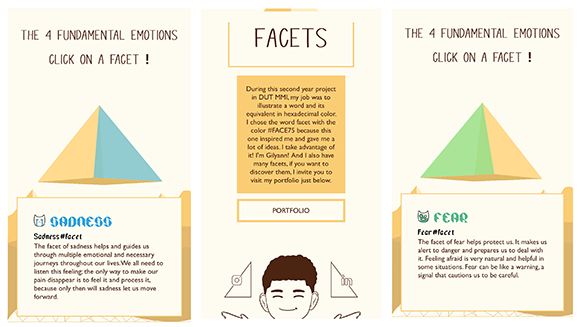 THE 4 FUNDAMENTAL EMOTIONS
CLICK ON A FACET !
SADNESS
Sadness#facet
The facet of sadness helps and guides us
through multiple emotional and necessary
journeys throughout our lives. We all need to
listen this feeling; the only way to make our
pain disappear is to feel it and process it,
because only then will sadness let us move
forward.
FACETS
During this second year project
in DUT MMI, my job was to
illustrate a word and its
equivalent in hexadecimal color.
I chose the word facet with the
color #FACE75 because this
one inspired me and gave me a
lot of ideas. I take advantage of
it! I'm Gilyann! And I also have
many facets, if you want to
discover them, I invite you to
visit my portfolio just below.
PORTFOLIO
in
THE 4 FUNDAMENTAL EMOTIONS
CLICK ON A FACET !
FEAR
Fear#facet
The facet of fear helps protect us. It makes us
alert to danger and prepares us to deal with
it. Feeling afraid is very natural and helpful in
some situations. Fear can be like a warning, a
signal that cautions us to be careful.